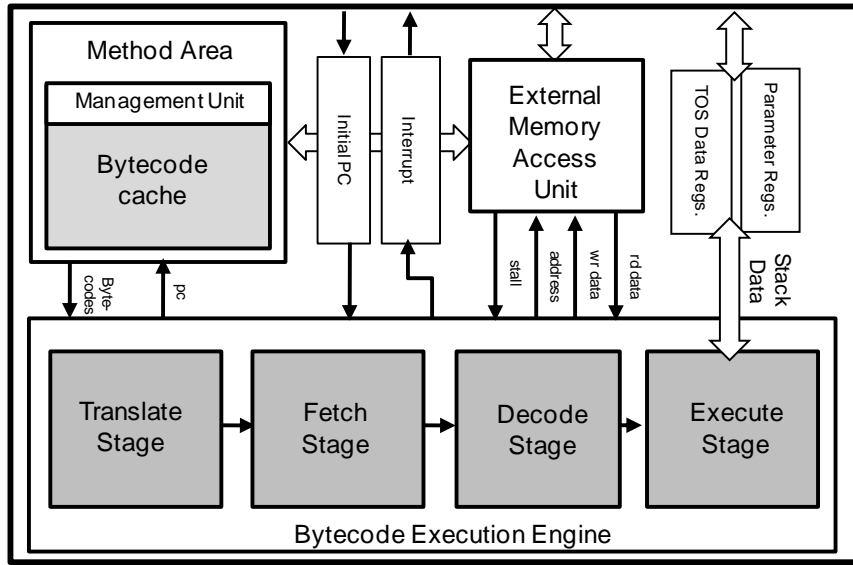 Method Area
Management Unit
Bytecode
cache
Initial PC
Interrupt
External
Memory
Access
Unit
TOS Data Regs.
Parameter Regs.
Byte-
codes
pc
stall
address
wr data
rd data
Stack
Data
Translate
Stage
Fetch
Stage
Decode
Stage
Execute
Stage
Bytecode Execution Engine